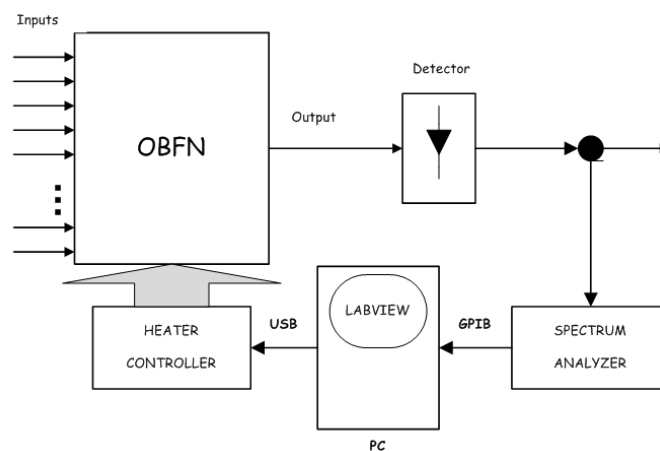 Inputs
OBFN
Output
Detector
HEATER
CONTROLLER
USB
LABVIEW
PC
GPIB
SPECTRUM
ANALYZER